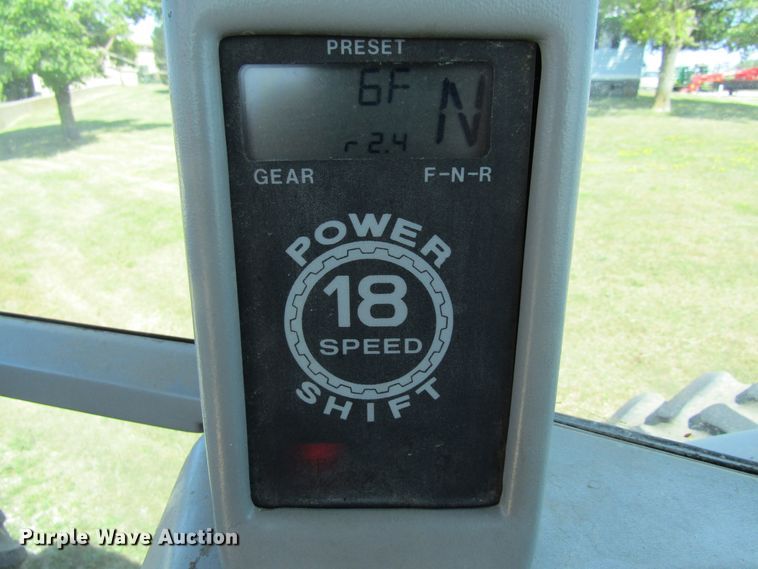 PRESET
6F N
r 2.4
GEAR F-N-R
POWER
18
SPEED
SHIFT
Purple Wave Auction